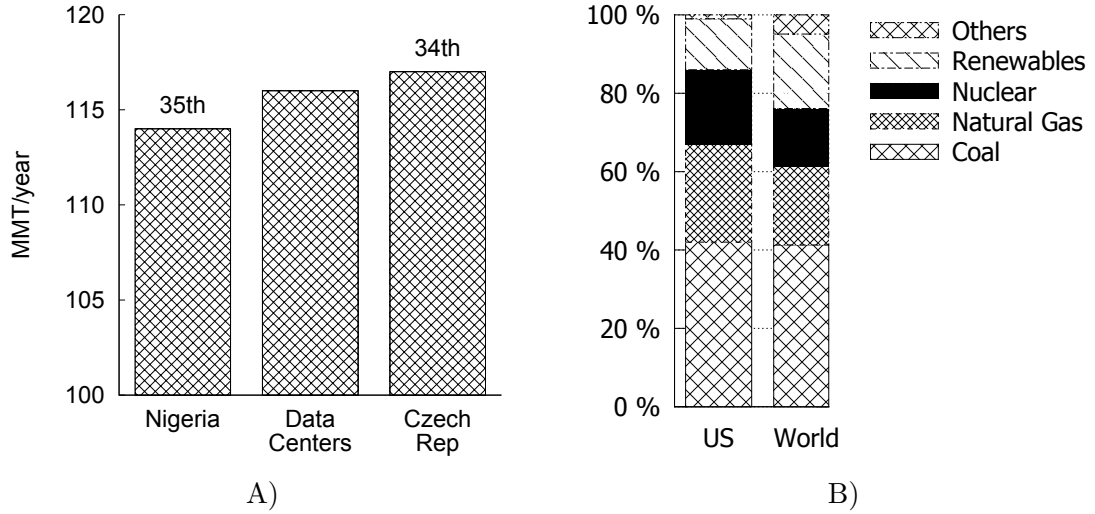 120
115
110
105
100
MMT/year
35th
34th
Nigeria
Data
Centers
Czech
Rep
A)
100 %
80 %
60 %
40 %
20 %
0 %
US
World
Others
Renewables
Nuclear
Natural Gas
Coal
B)